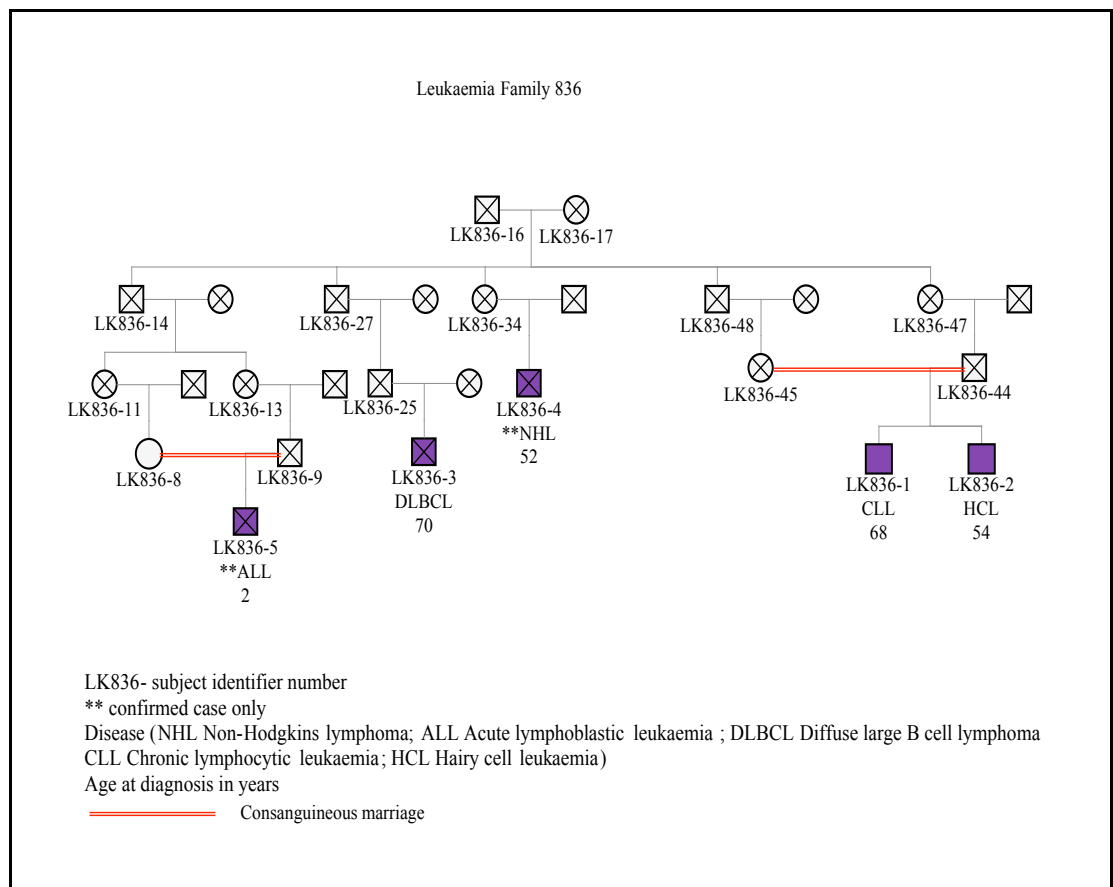 Leukaemia Family 836
LK836-16 LK836-17
LK836-14 LK836-27 LK836-34 LK836-48 LK836-47
LK836-11 LK836-13 LK836-25 LK836-4 LK836-45 LK836-44
**NHL
52
LK836-8 LK836-9 LK836-3 LK836-1 LK836-2
DLBCL CLL HCL
70 68 54
LK836-5
**ALL
2
LK836- subject identifier number
** confirmed case only
Disease (NHL Non-Hodgkins lymphoma; ALL Acute lymphoblastic leukaemia ; DLBCL Diffuse large B cell lymphoma
CLL Chronic lymphocytic leukaemia; HCL Hairy cell leukaemia)
Age at diagnosis in years
Consanguineous marriage